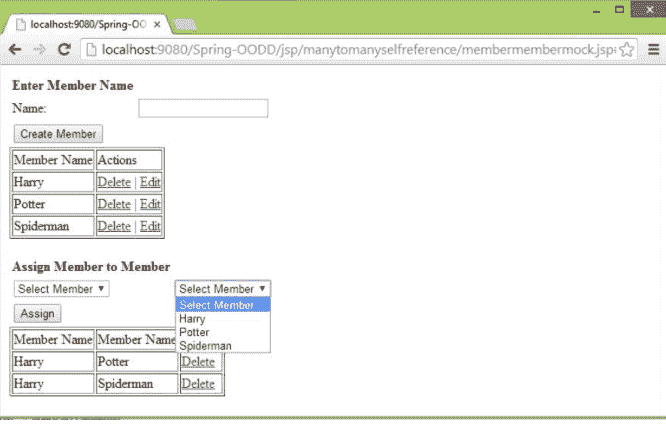 localhost:9080/Spring-OO
localhost:9080/Spring-OODD/jsp/manytomanyselfreference/membermembermock.jsp
Enter Member Name
Name:
Create Member
Member Name Actions
Harry Delete | Edit
Potter Delete | Edit
Spiderman Delete | Edit
Assign Member to Member
Select Member Select Member
Select Member
Harry
Potter
Spiderman
Assign
Member Name Member Name
Harry Potter Delete
Harry Spiderman Delete